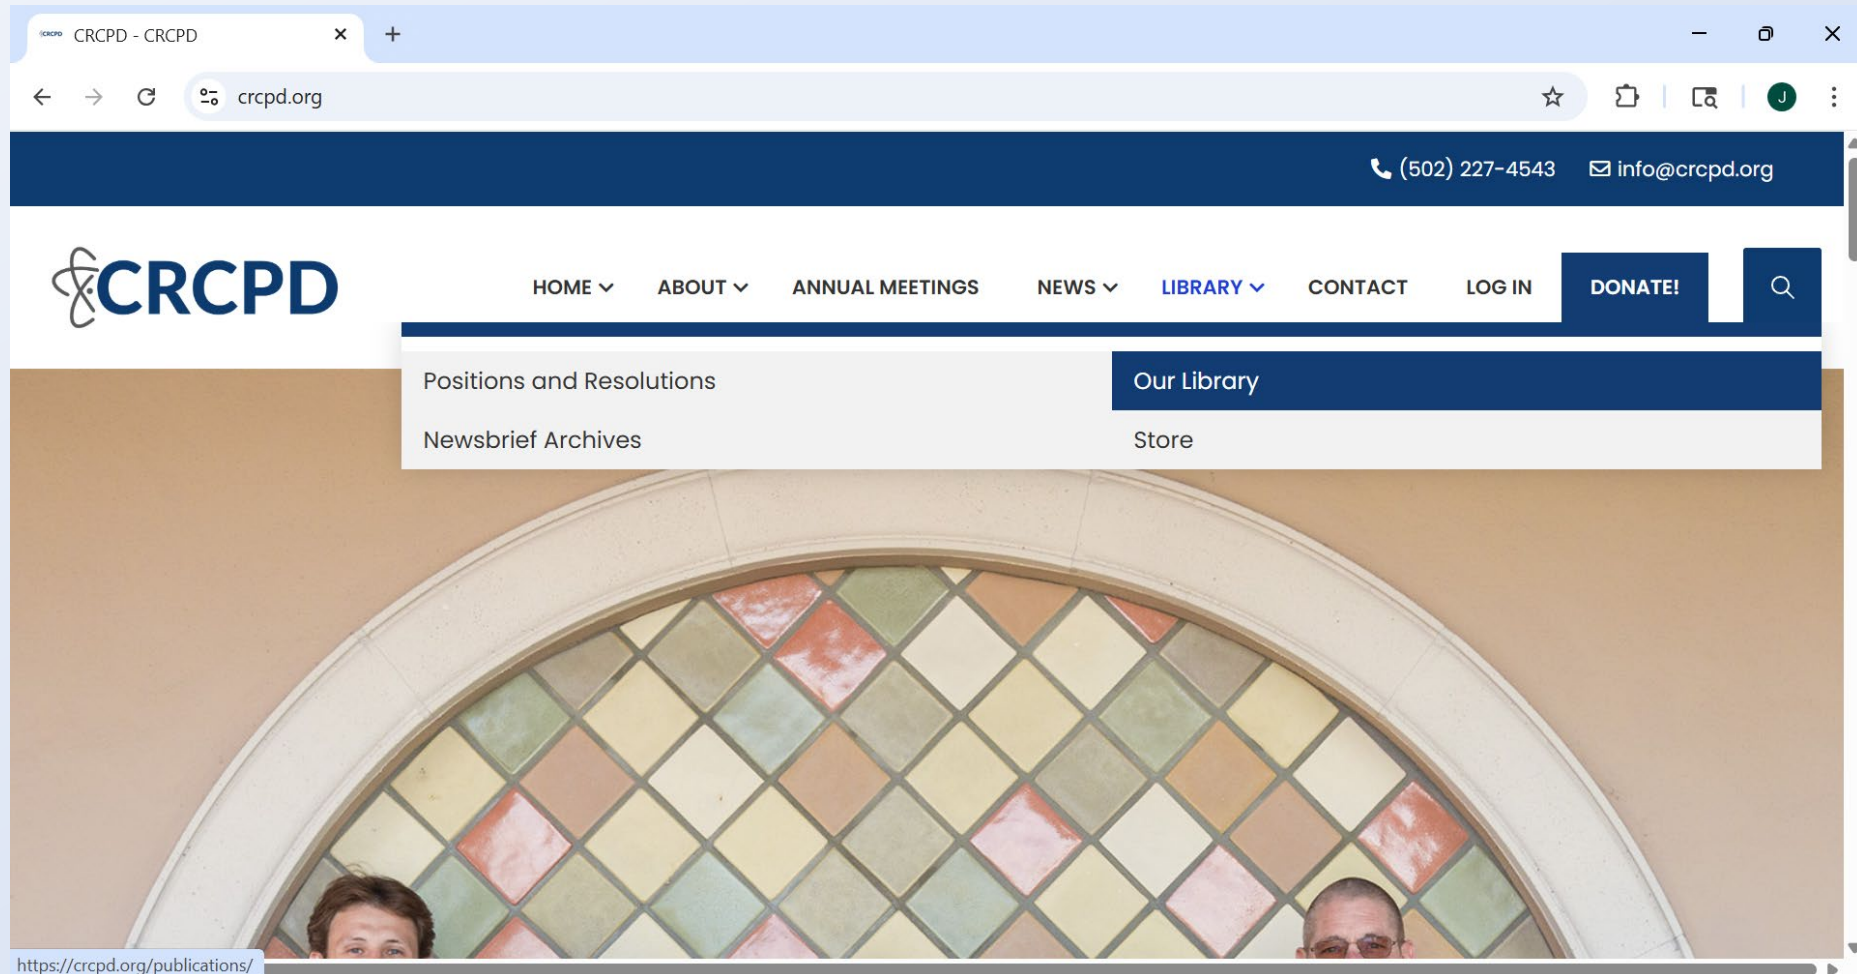 CRCPD - CRCPD
crcpd.org
J
(502) 227-4543 info@crcpd.org
CRCPD
HOME ABOUT ANNUAL MEETINGS NEWS LIBRARY CONTACT LOG IN DONATE!
Positions and Resolutions Our Library
Newsbrief Archives Store
https://crcpd.org/publications/